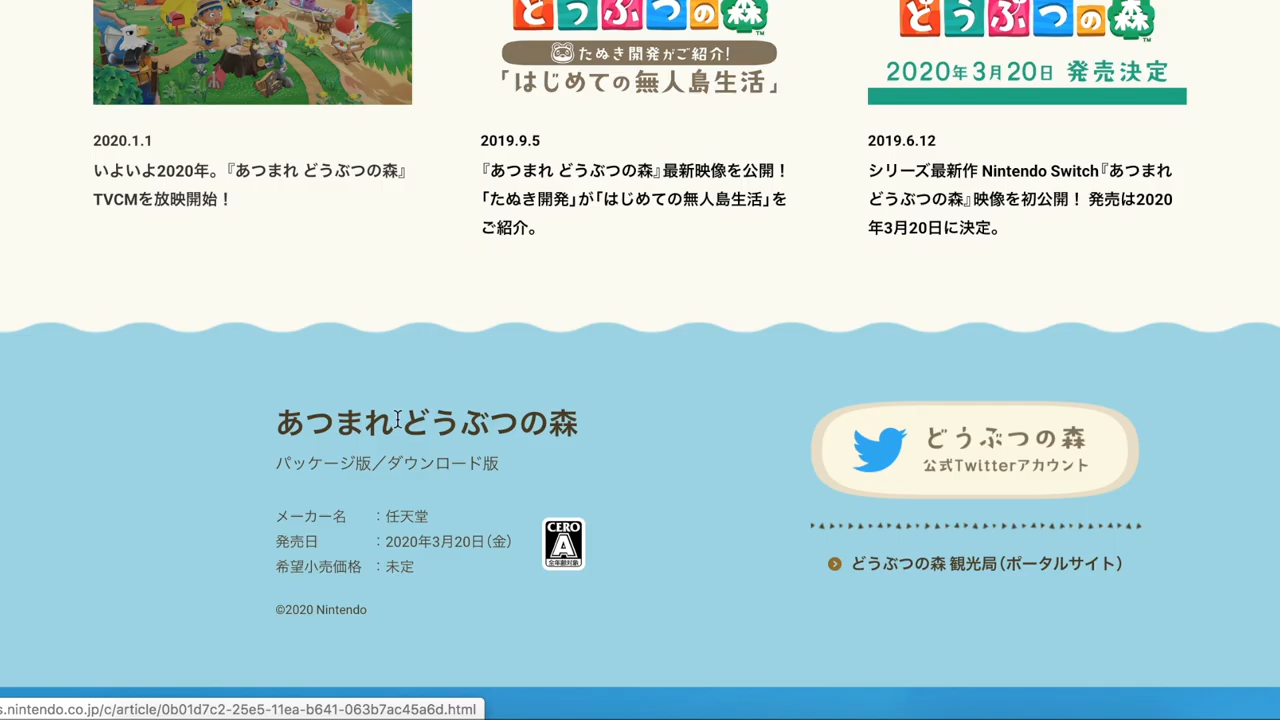 どうぶつの森™
たぬき開発がご紹介！
「はじめての無人島生活」
どうぶつの森™
2020年3月20日 発売決定
2020.1.1
いよいよ2020年。『あつまれ どうぶつの森』
TVCMを放映開始！
2019.9.5
『あつまれ どうぶつの森』最新映像を公開！
「たぬき開発」が「はじめての無人島生活」を
ご紹介。
2019.6.12
シリーズ最新作 Nintendo Switch『あつまれ
どうぶつの森』映像を初公開！ 発売は2020
年3月20日に決定。
あつまれ どうぶつの森
パッケージ版／ダウンロード版
メーカー名 ：任天堂
発売日 ：2020年3月20日（金）
希望小売価格 ：未定
CERO
A
全年齢対象
©2020 Nintendo
どうぶつの森
公式Twitterアカウント
どうぶつの森 観光局（ポータルサイト）
s.nintendo.co.jp/c/article/0b01d7c2-25e5-11ea-b641-063b7ac45a6d.html